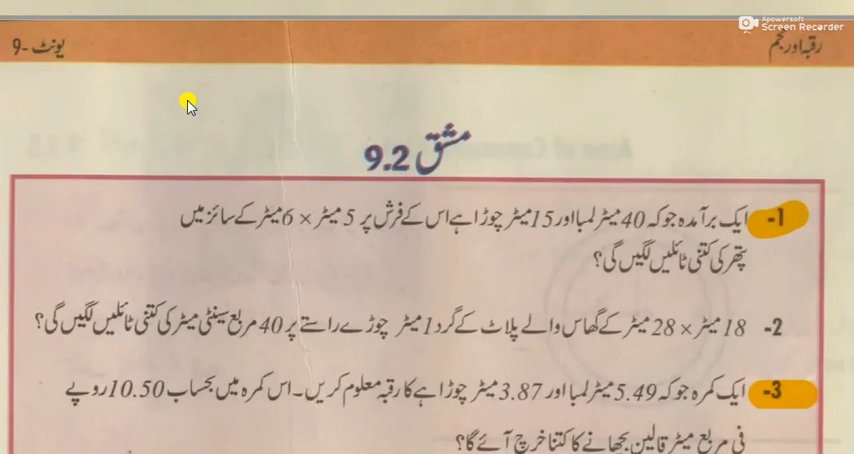 Apowersoft
Screen Recorder
رقبہ اور حجم
یونٹ -9
مشق 9.2
-1 ایک برآمدہ جو کہ 40 میٹر لمبا اور 15 میٹر چوڑا ہے اس کے فرش پر 5 میٹر × 6 میٹر کے سائز میں
پتھر کی کتنی ٹائلیں لگیں گی؟
-2 18 میٹر × 28 میٹر کے گھاس والے پلاٹ کے گرد 1 میٹر چوڑے راستے پر 40 مربع سینٹی میٹر کی کتنی ٹائلیں لگیں گی؟
-3 ایک کمرہ جو کہ 5.49 میٹر لمبا اور 3.87 میٹر چوڑا ہے کا رقبہ معلوم کریں۔ اس کمرہ میں بحساب 10.50 روپے
فی مربع میٹر قالین بچھانے کا کتنا خرچ آئے گا؟